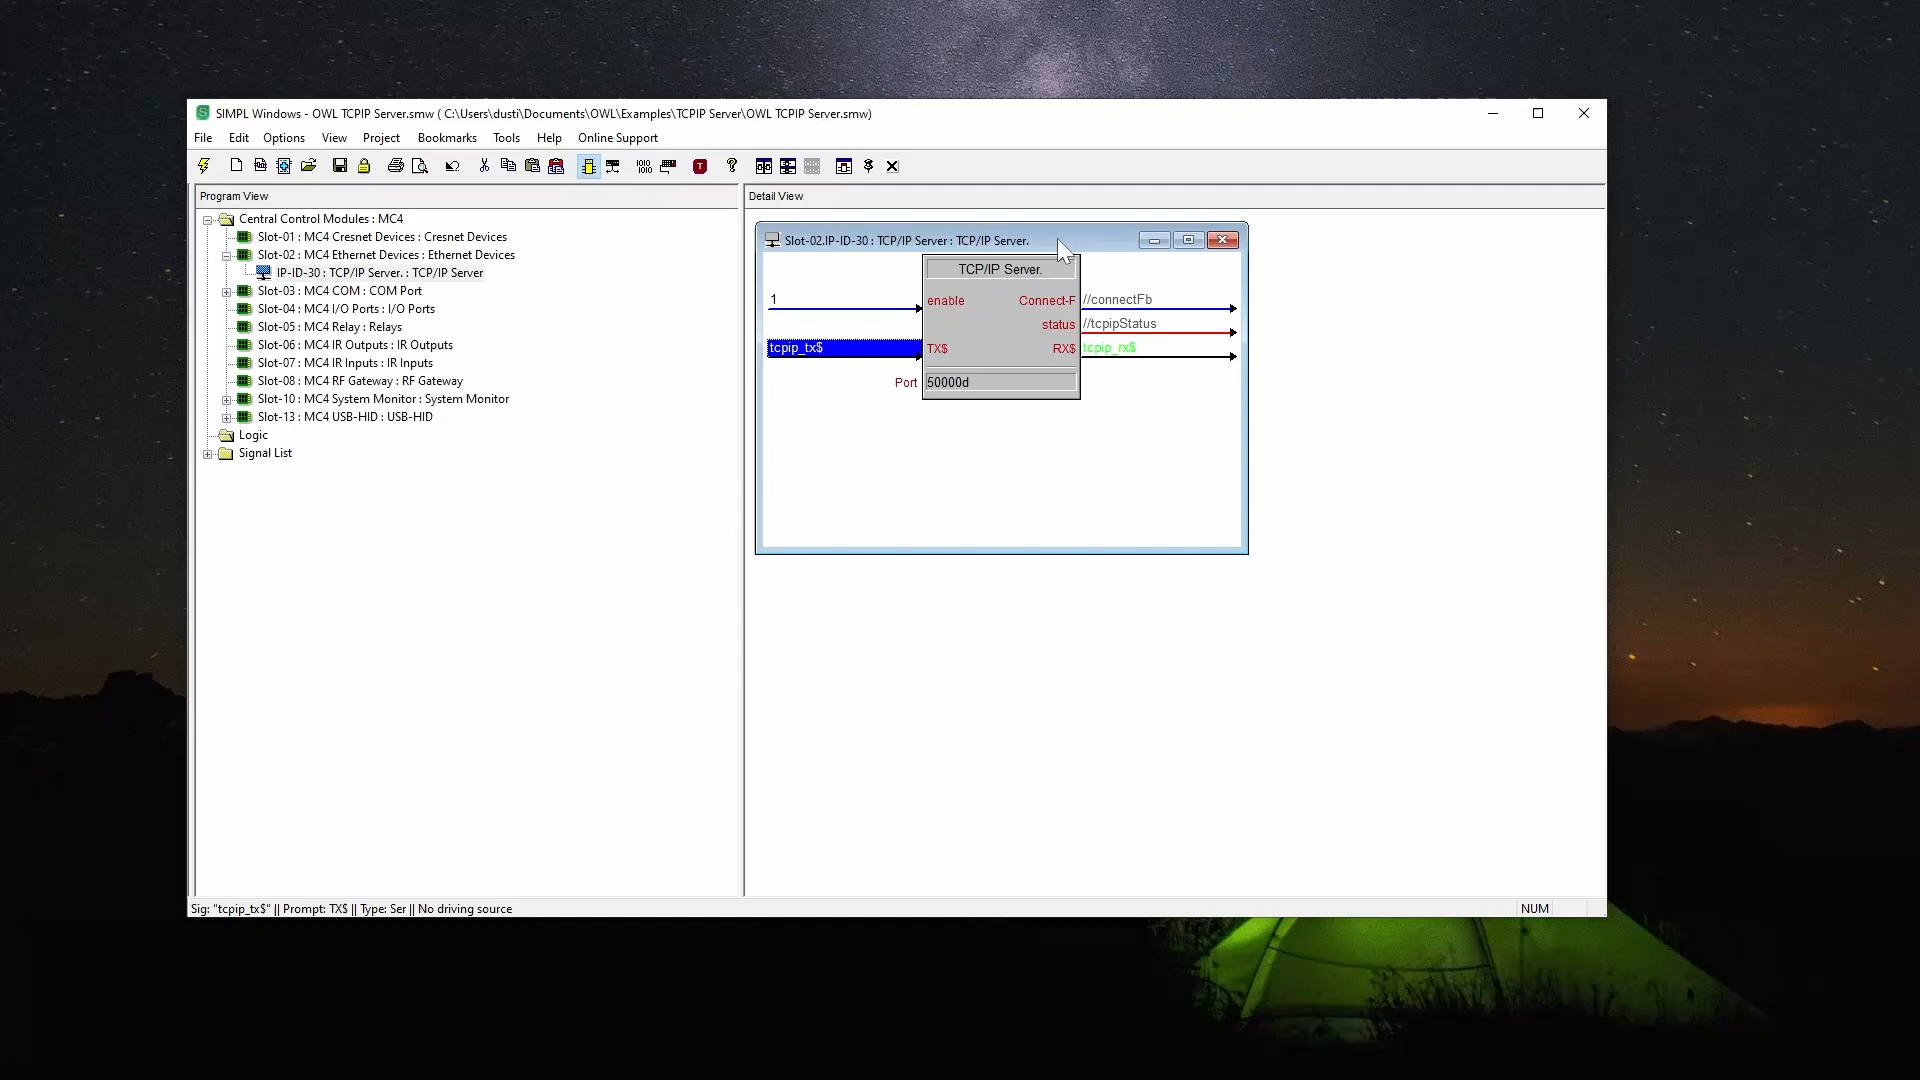 SIMPL Windows - OWL TCPIP Server.smw ( C:\Users\dusti\Documents\OWL\Examples\TCPIP Server\OWL TCPIP Server.smw)
File Edit Options View Project Bookmarks Tools Help Online Support
Program View
Central Control Modules : MC4
Slot-01 : MC4 Cresnet Devices : Cresnet Devices
Slot-02 : MC4 Ethernet Devices : Ethernet Devices
IP-ID-30 : TCP/IP Server. : TCP/IP Server
Slot-03 : MC4 COM : COM Port
Slot-04 : MC4 I/O Ports : I/O Ports
Slot-05 : MC4 Relay : Relays
Slot-06 : MC4 IR Outputs : IR Outputs
Slot-07 : MC4 IR Inputs : IR Inputs
Slot-08 : MC4 RF Gateway : RF Gateway
Slot-10 : MC4 System Monitor : System Monitor
Slot-13 : MC4 USB-HID : USB-HID
Logic
Signal List
Detail View
Slot-02.IP-ID-30 : TCP/IP Server : TCP/IP Server.
TCP/IP Server.
1 enable Connect-F //connectFb
status //tcpipStatus
tcpip_tx$ TX$ RX$ tcpip_rx$
Port 50000d
Sig: "tcpip_tx$" || Prompt: TX$ || Type: Ser || No driving source
NUM